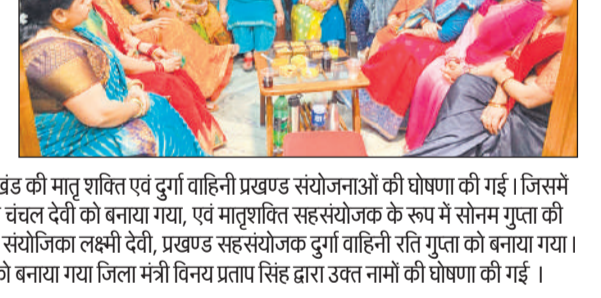 खंड की मातृ शक्ति एवं दुर्गा वाहिनी प्रखण्ड संयोजनाओं की घोषणा की गई । जिसमें
चंचल देवी को बनाया गया, एवं मातृशक्ति सहसंयोजक के रूप में सोनम गुप्ता की
संयोजिका लक्ष्मी देवी, प्रखण्ड सहसंयोजक दुर्गा वाहिनी रति गुप्ता को बनाया गया।
को बनाया गया जिला मंत्री विनय प्रताप सिंह द्वारा उक्त नामों की घोषणा की गई ।